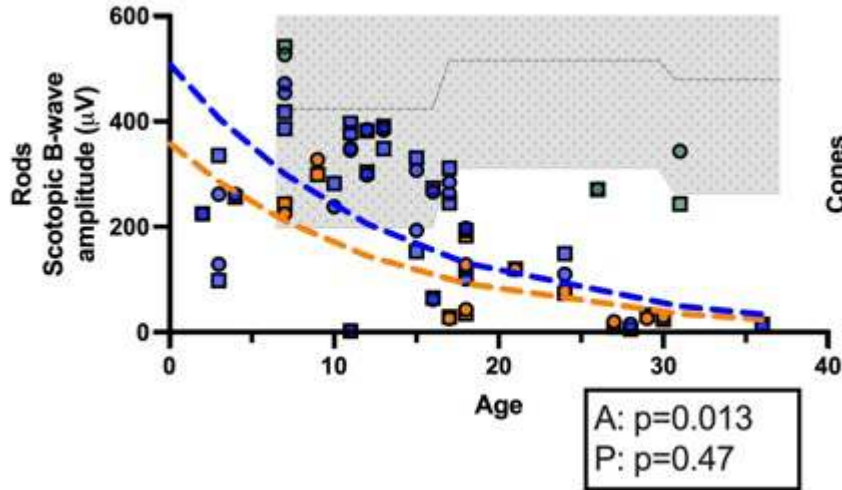 Rods
Scotopic B-wave
amplitude (µV)
600
400
200
0
0
10
20
30
40
Age
Cones
A: p=0.013
P: p=0.47